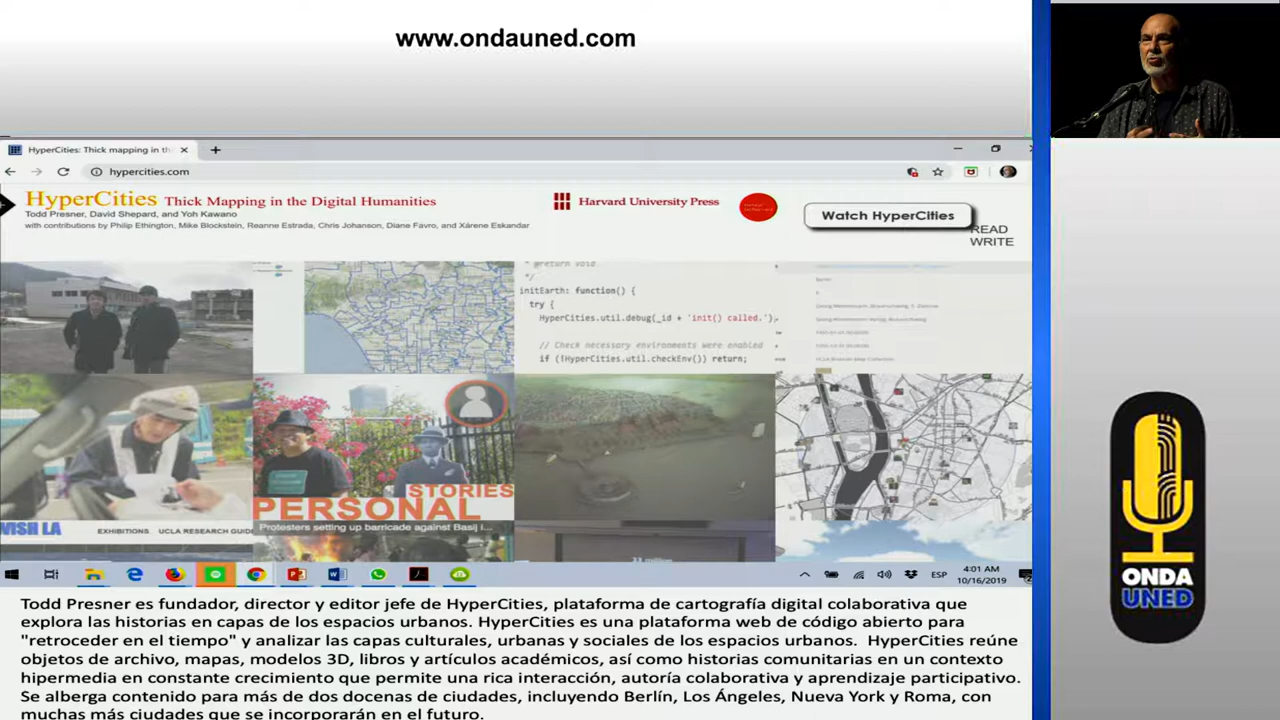 www.ondauned.com
HyperCities: Thick mapping in th
hypercities.com
HyperCities Thick Mapping in the Digital Humanities
Todd Presner, David Shepard, and Yoh Kawano
with contributions by Philip Ethington, Mike Blockstein, Reanne Estrada, Chris Johanson, Diane Favro, and Xárene Eskandar
Harvard University Press
Watch HyperCities
READ
WRITE
* @return void
*/
initEarth: function() {
try {
HyperCities.util.debug(_id + 'init() called.');
// Check necessary environments were enabled
if (!HyperCities.util.checkEnv()) return;
PERSONAL
STORIES
Protesters setting up barricade against Basij i...
EXHIBITIONS UCLA RESEARCH GUID
ESP
4:01 AM
10/16/2019
Todd Presner es fundador, director y editor jefe de HyperCities, plataforma de cartografía digital colaborativa que
explora las historias en capas de los espacios urbanos. HyperCities es una plataforma web de código abierto para
"retroceder en el tiempo" y analizar las capas culturales, urbanas y sociales de los espacios urbanos. HyperCities reúne
objetos de archivo, mapas, modelos 3D, libros y artículos académicos, así como historias comunitarias en un contexto
hipermedia en constante crecimiento que permite una rica interacción, autoría colaborativa y aprendizaje participativo.
Se alberga contenido para más de dos docenas de ciudades, incluyendo Berlín, Los Ángeles, Nueva York y Roma, con
muchas más ciudades que se incorporarán en el futuro.
ONDA
UNED